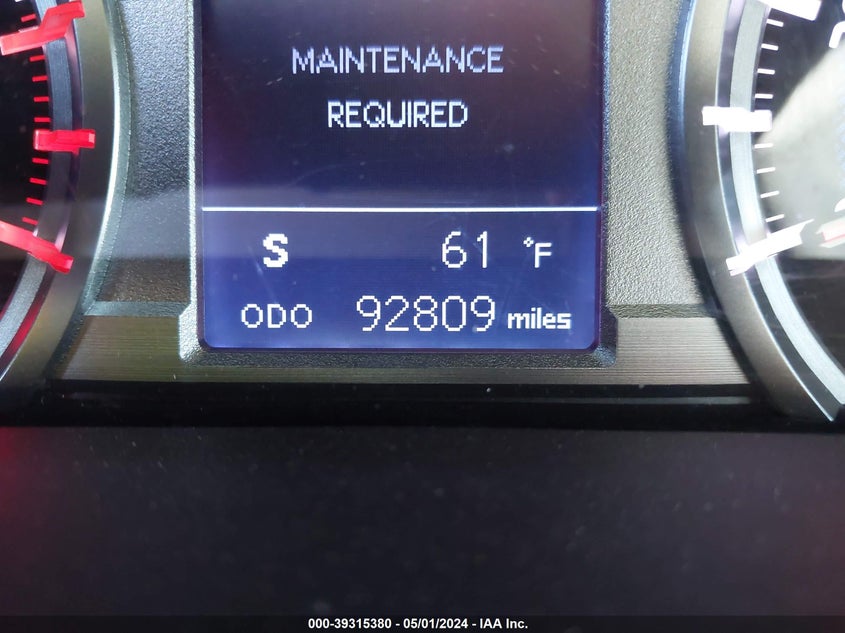 MAINTENANCE
REQUIRED
S 61 °F
ODO 92809 miles
000-39315380 - 05/01/2024 - IAA Inc.